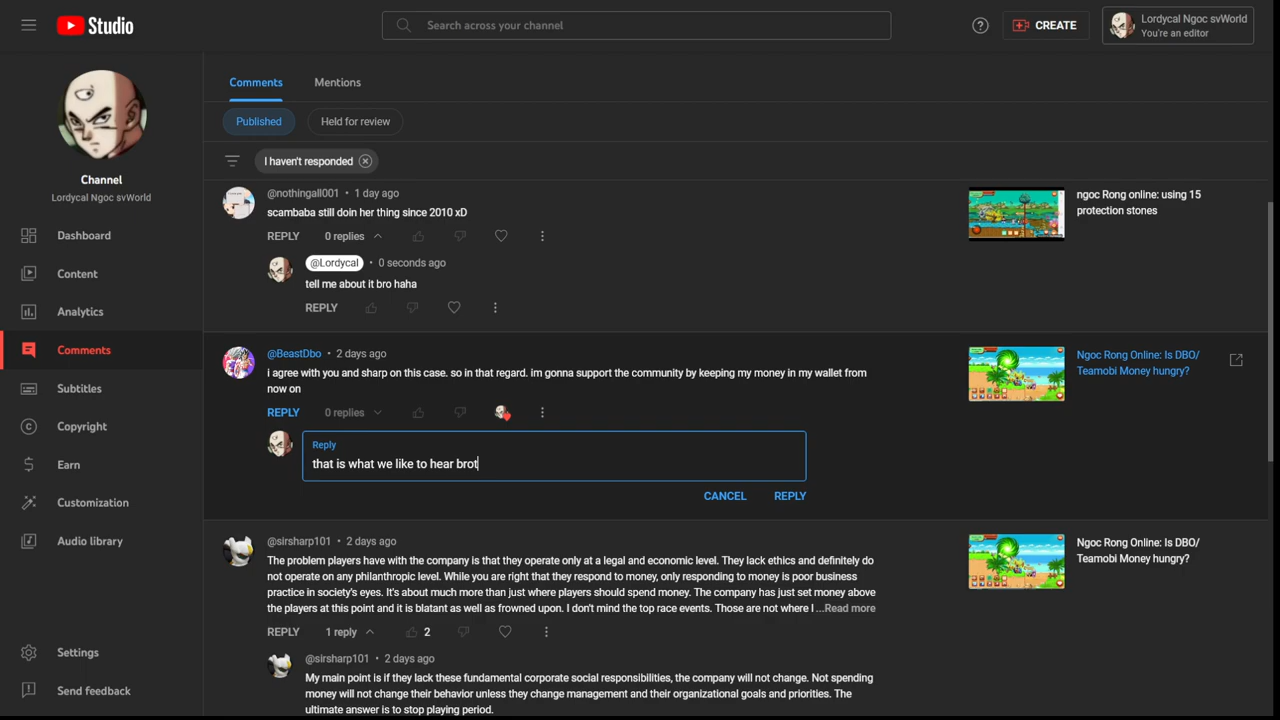 Studio
Search across your channel
CREATE
Lordycal Ngoc svWorld
You're an editor
Channel
Lordycal Ngoc svWorld
Dashboard
Content
Analytics
Comments
Subtitles
Copyright
Earn
Customization
Audio library
Settings
Send feedback
Comments
Mentions
Published
Held for review
I haven't responded
@nothingall001 • 1 day ago
scambaba still doin her thing since 2010 xD
REPLY
0 replies
@Lordycal • 0 seconds ago
tell me about it bro haha
REPLY
ngoc Rong online: using 15
protection stones
@BeastDbo • 2 days ago
i agree with you and sharp on this case. so in that regard. im gonna support the community by keeping my money in my wallet from
now on
REPLY
0 replies
Reply
that is what we like to hear brot
CANCEL
REPLY
Ngoc Rong Online: Is DBO/
Teamobi Money hungry?
@sirsharp101 • 2 days ago
The problem players have with the company is that they operate only at a legal and economic level. They lack ethics and definitely do
not operate on any philanthropic level. While you are right that they respond to money, only responding to money is poor business
practice in society's eyes. It's about much more than just where players should spend money. The company has just set money above
the players at this point and it is blatant as well as frowned upon. I don't mind the top race events. Those are not where I ...Read more
REPLY
1 reply
2
Ngoc Rong Online: Is DBO/
Teamobi Money hungry?
@sirsharp101 • 2 days ago
My main point is if they lack these fundamental corporate social responsibilities, the company will not change. Not spending
money will not change their behavior unless they change management and their organizational goals and priorities. The
ultimate answer is to stop playing period.